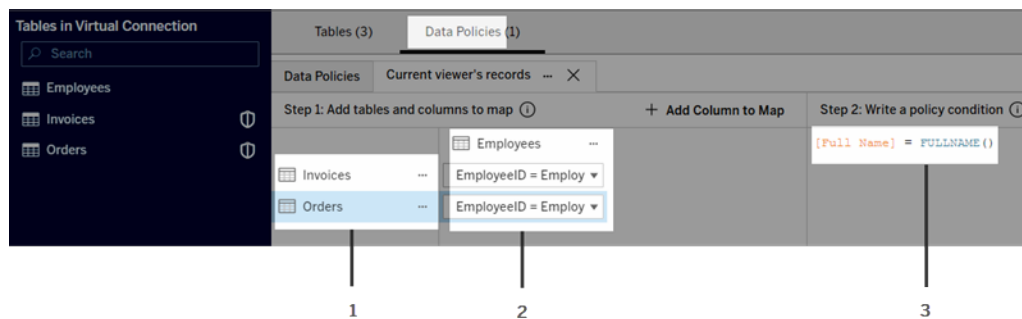 Tables in Virtual Connection
Search
Employees
Invoices
Orders
Tables (3)
Data Policies (1)
Data Policies
Current viewer's records
Step 1: Add tables and columns to map
+ Add Column to Map
Step 2: Write a policy condition
Employees
Invoices
EmployeeID = Employ
Orders
EmployeeID = Employ
[Full Name] = FULLNAME()
1
2
3